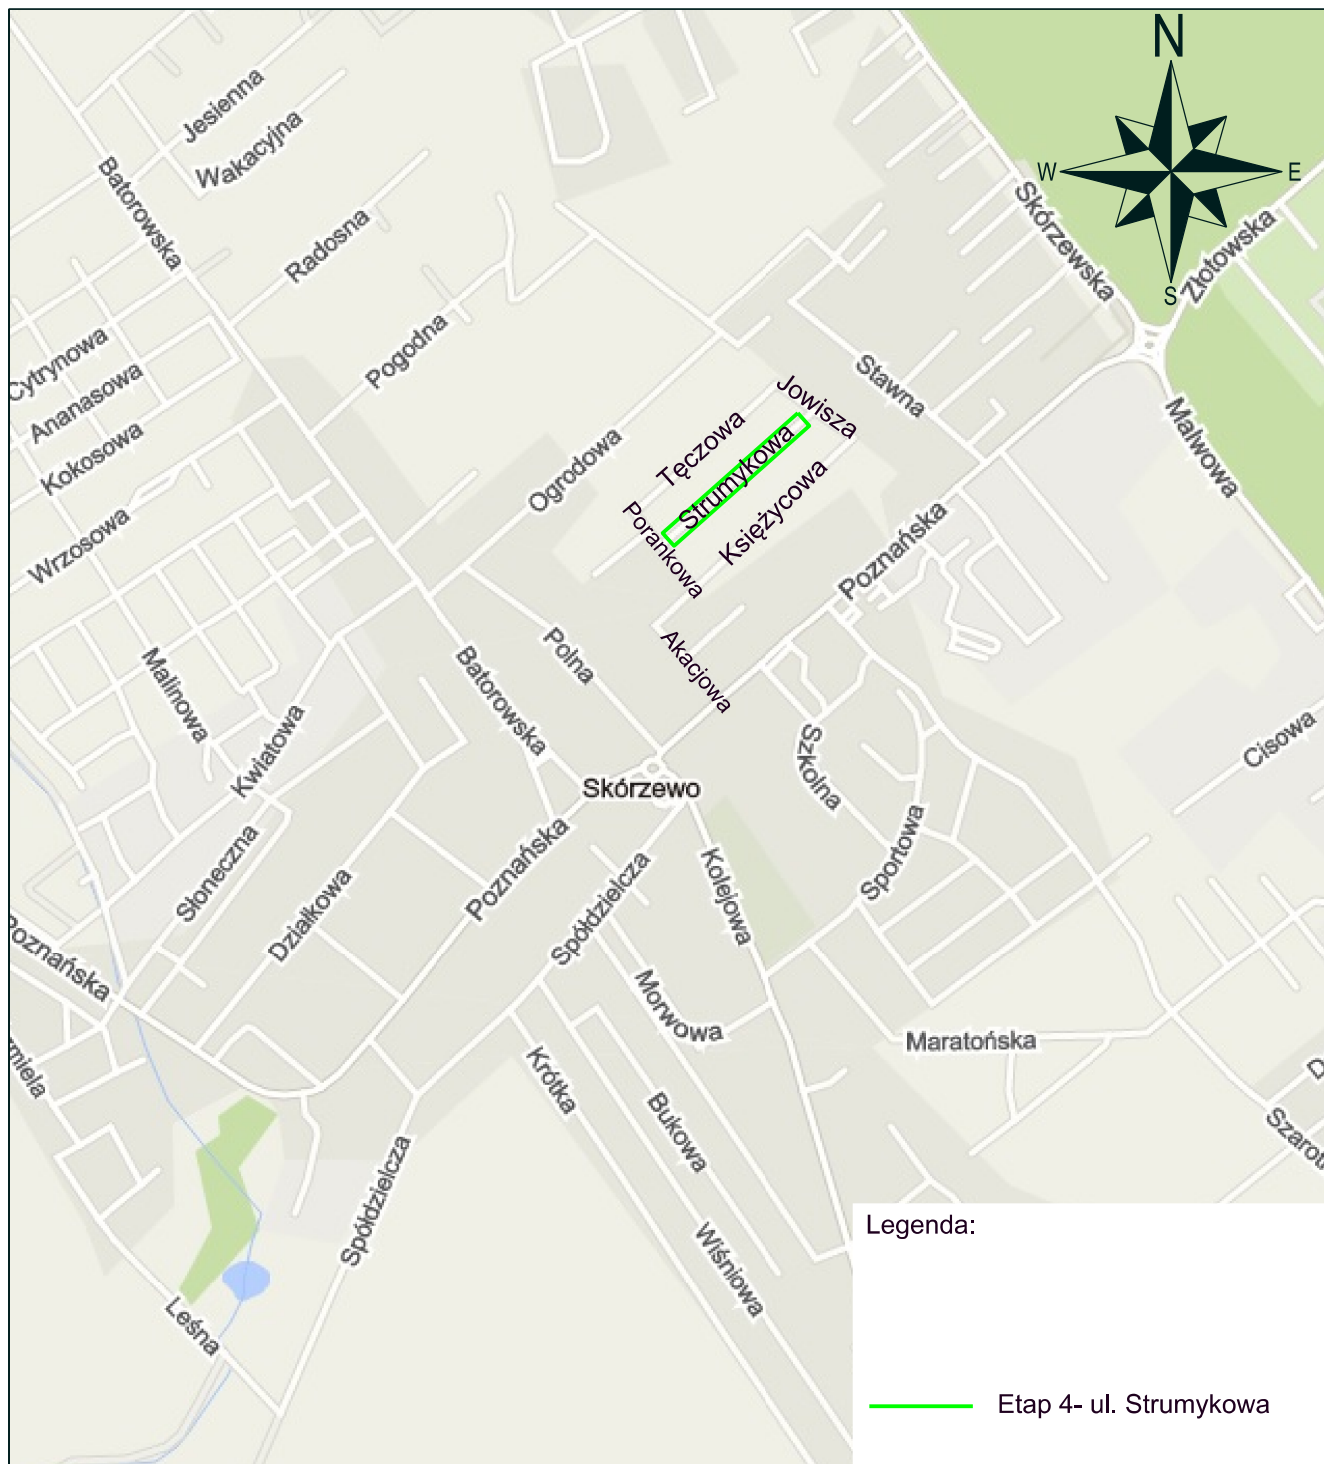 N
W
E
S
Jesienna
Wakacyjna
Batorowska
Radosna
Skórzewska
Złotowska
Pogodna
Cytrynowa
Ananasowa
Kokosowa
Wrzosowa
Stawna
Jowisza
Tęczowa
Strumykowa
Księżycowa
Malwowa
Ogrodowa
Porankowa
Poznańska
Akacjowa
Polna
Malinowa
Batorowska
Kwiatowa
Szkolna
Cisowa
Skórzewo
Słoneczna
Działkowa
Poznańska
Spółdzielcza
Kolejowa
Sportowa
Poznańska
Morwowa
Maratońska
zmiela
Krótka
Bukowa
Szarot
Spółdzielcza
Wiśniowa
Leśna
Legenda:
Etap 4- ul. Strumykowa